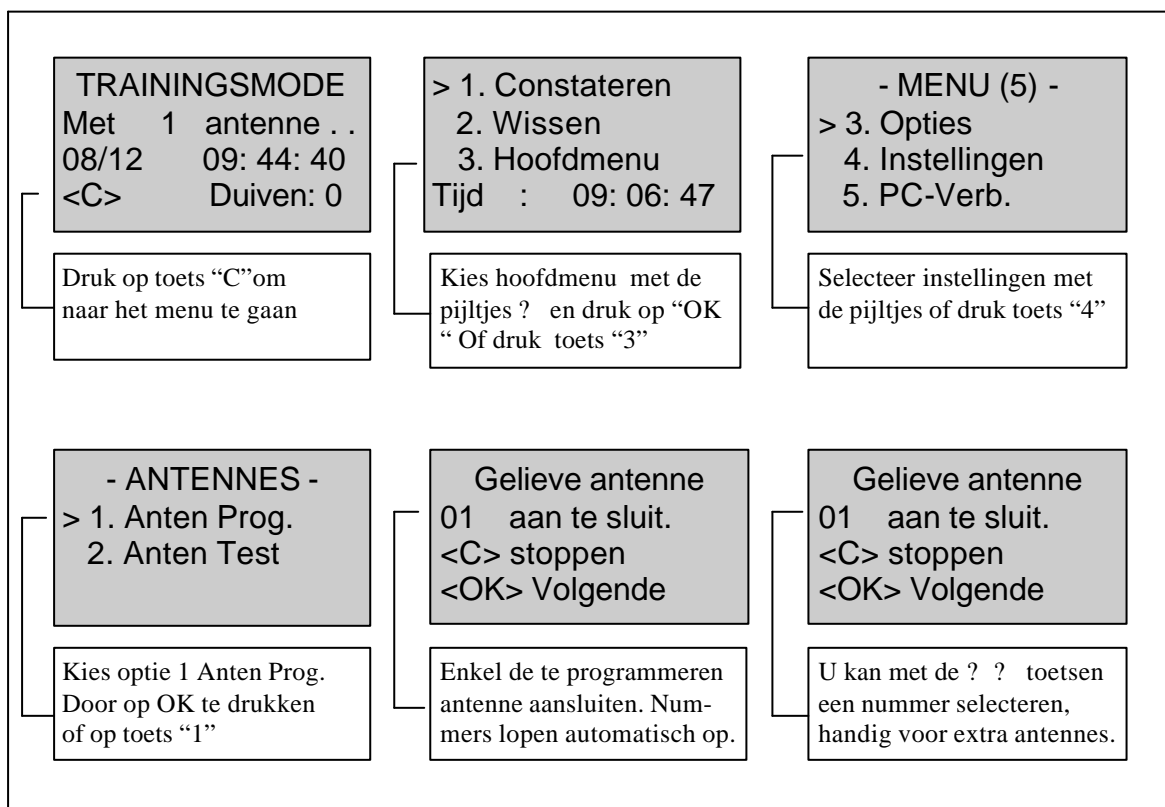 TRAININGSMODE
Met 1 antenne . .
08/12 09: 44: 40
<C> Duiven: 0
Druk op toets “C”om
naar het menu te gaan
> 1. Constateren
2. Wissen
3. Hoofdmenu
Tijd : 09: 06: 47
Kies hoofdmenu met de
pijltjes ? en druk op “OK
“ Of druk toets “3”
- MENU (5) -
> 3. Opties
4. Instellingen
5. PC-Verb.
Selecteer instellingen met
de pijltjes of druk toets “4”
- ANTENNES -
> 1. Anten Prog.
2. Anten Test
Kies optie 1 Anten Prog.
Door op OK te drukken
of op toets “1”
Gelieve antenne
01 aan te sluit.
<C> stoppen
<OK> Volgende
Enkel de te programmeren
antenne aansluiten. Num-
mers lopen automatisch op.
Gelieve antenne
01 aan te sluit.
<C> stoppen
<OK> Volgende
U kan met de ? ? toetsen
een nummer selecteren,
handig voor extra antennes.